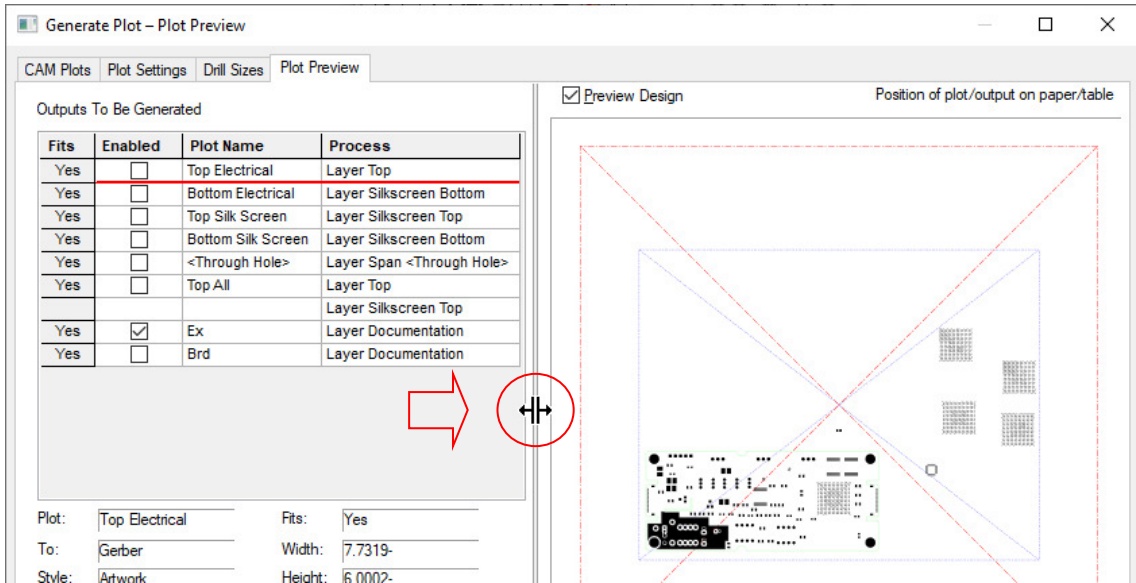 Generate Plot – Plot Preview
CAM Plots Plot Settings Drill Sizes Plot Preview
Outputs To Be Generated
Preview Design
Position of plot/output on paper/table
Fits Enabled Plot Name Process
Yes Top Electrical Layer Top
Yes Bottom Electrical Layer Silkscreen Bottom
Yes Top Silk Screen Layer Silkscreen Top
Yes Bottom Silk Screen Layer Silkscreen Bottom
Yes <Through Hole> Layer Span <Through Hole>
Yes Top All Layer Top
Layer Silkscreen Top
Yes Ex Layer Documentation
Yes Brd Layer Documentation
Plot: Top Electrical Fits: Yes
To: Gerber Width: 7.7319-
Style: Artwork Height: 6.0002-